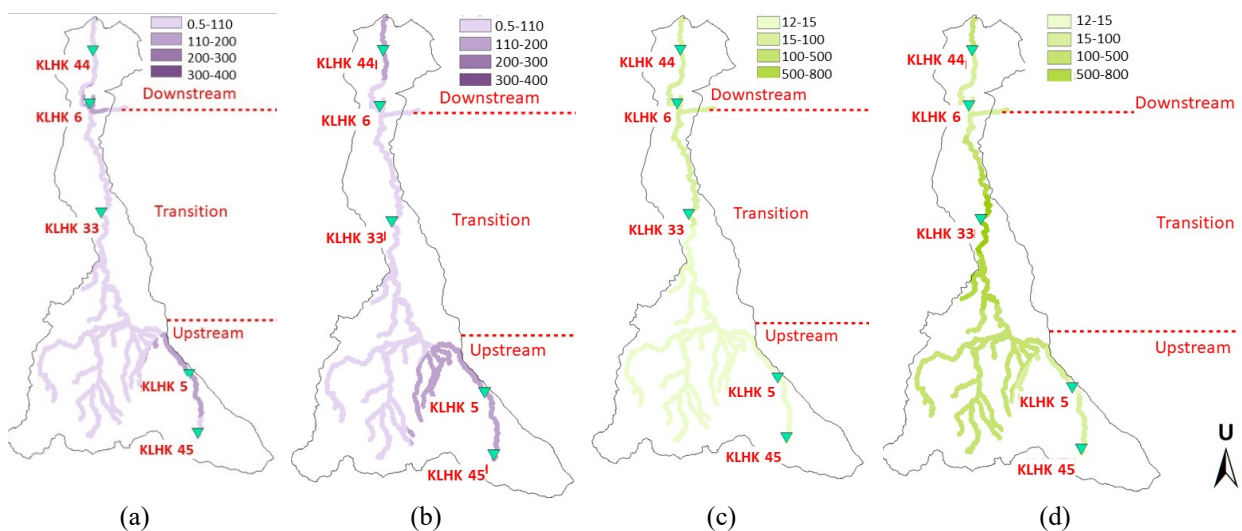 0.5-110
110-200
200-300
300-400
KLHK 44
Downstream
KLHK 6
Transition
KLHK 33
Upstream
KLHK 5
KLHK 45
(a)
0.5-110
110-200
200-300
300-400
KLHK 44
Downstream
KLHK 6
Transition
KLHK 33
Upstream
KLHK 5
KLHK 45
(b)
12-15
15-100
100-500
500-800
KLHK 44
Downstream
KLHK 6
Transition
KLHK 33
Upstream
KLHK 5
KLHK 45
(c)
12-15
15-100
100-500
500-800
KLHK 44
Downstream
KLHK 6
Transition
KLHK 33
Upstream
KLHK 5
KLHK 45
(d)
U